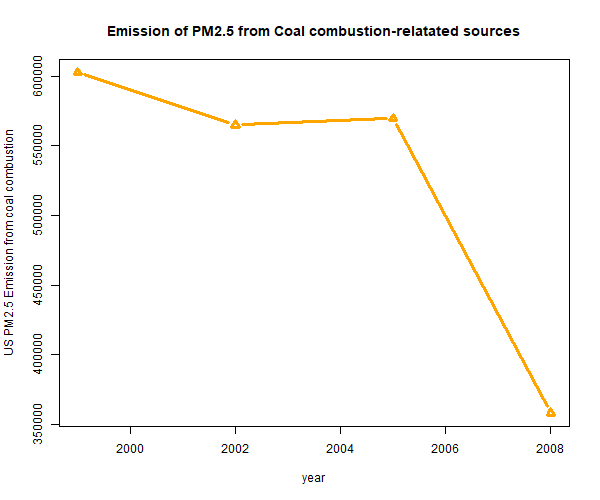 Emission of PM2.5 from Coal combustion-relatated sources
US PM2.5 Emission from coal combustion
600000
550000
500000
450000
400000
350000
2000 2002 2004 2006 2008
year